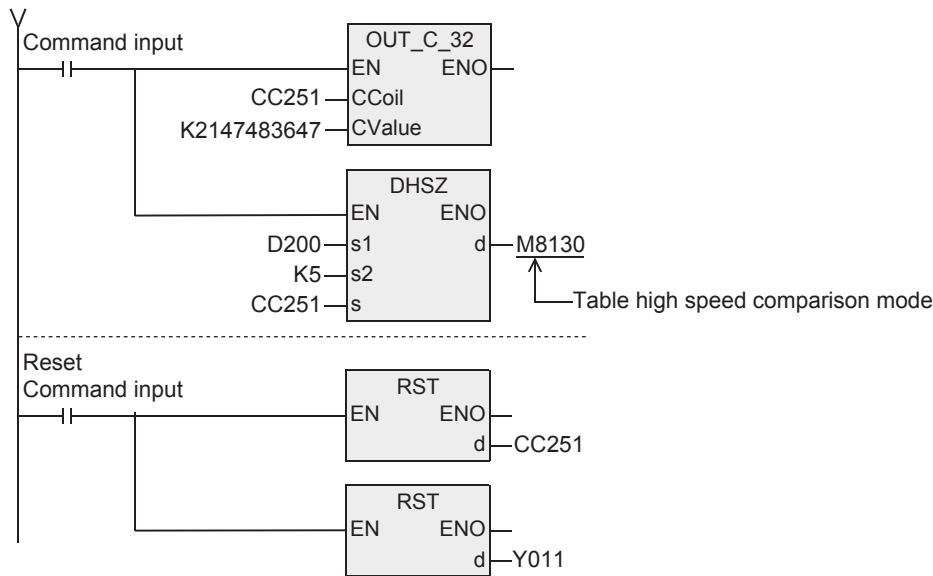 Command input
OUT_C_32
EN ENO
CC251 CCoil
K2147483647 CValue
DHSZ
EN ENO
D200 s1 d M8130
K5 s2
CC251 s
Table high speed comparison mode
Reset
Command input
RST
EN ENO
d CC251
RST
EN ENO
d Y011